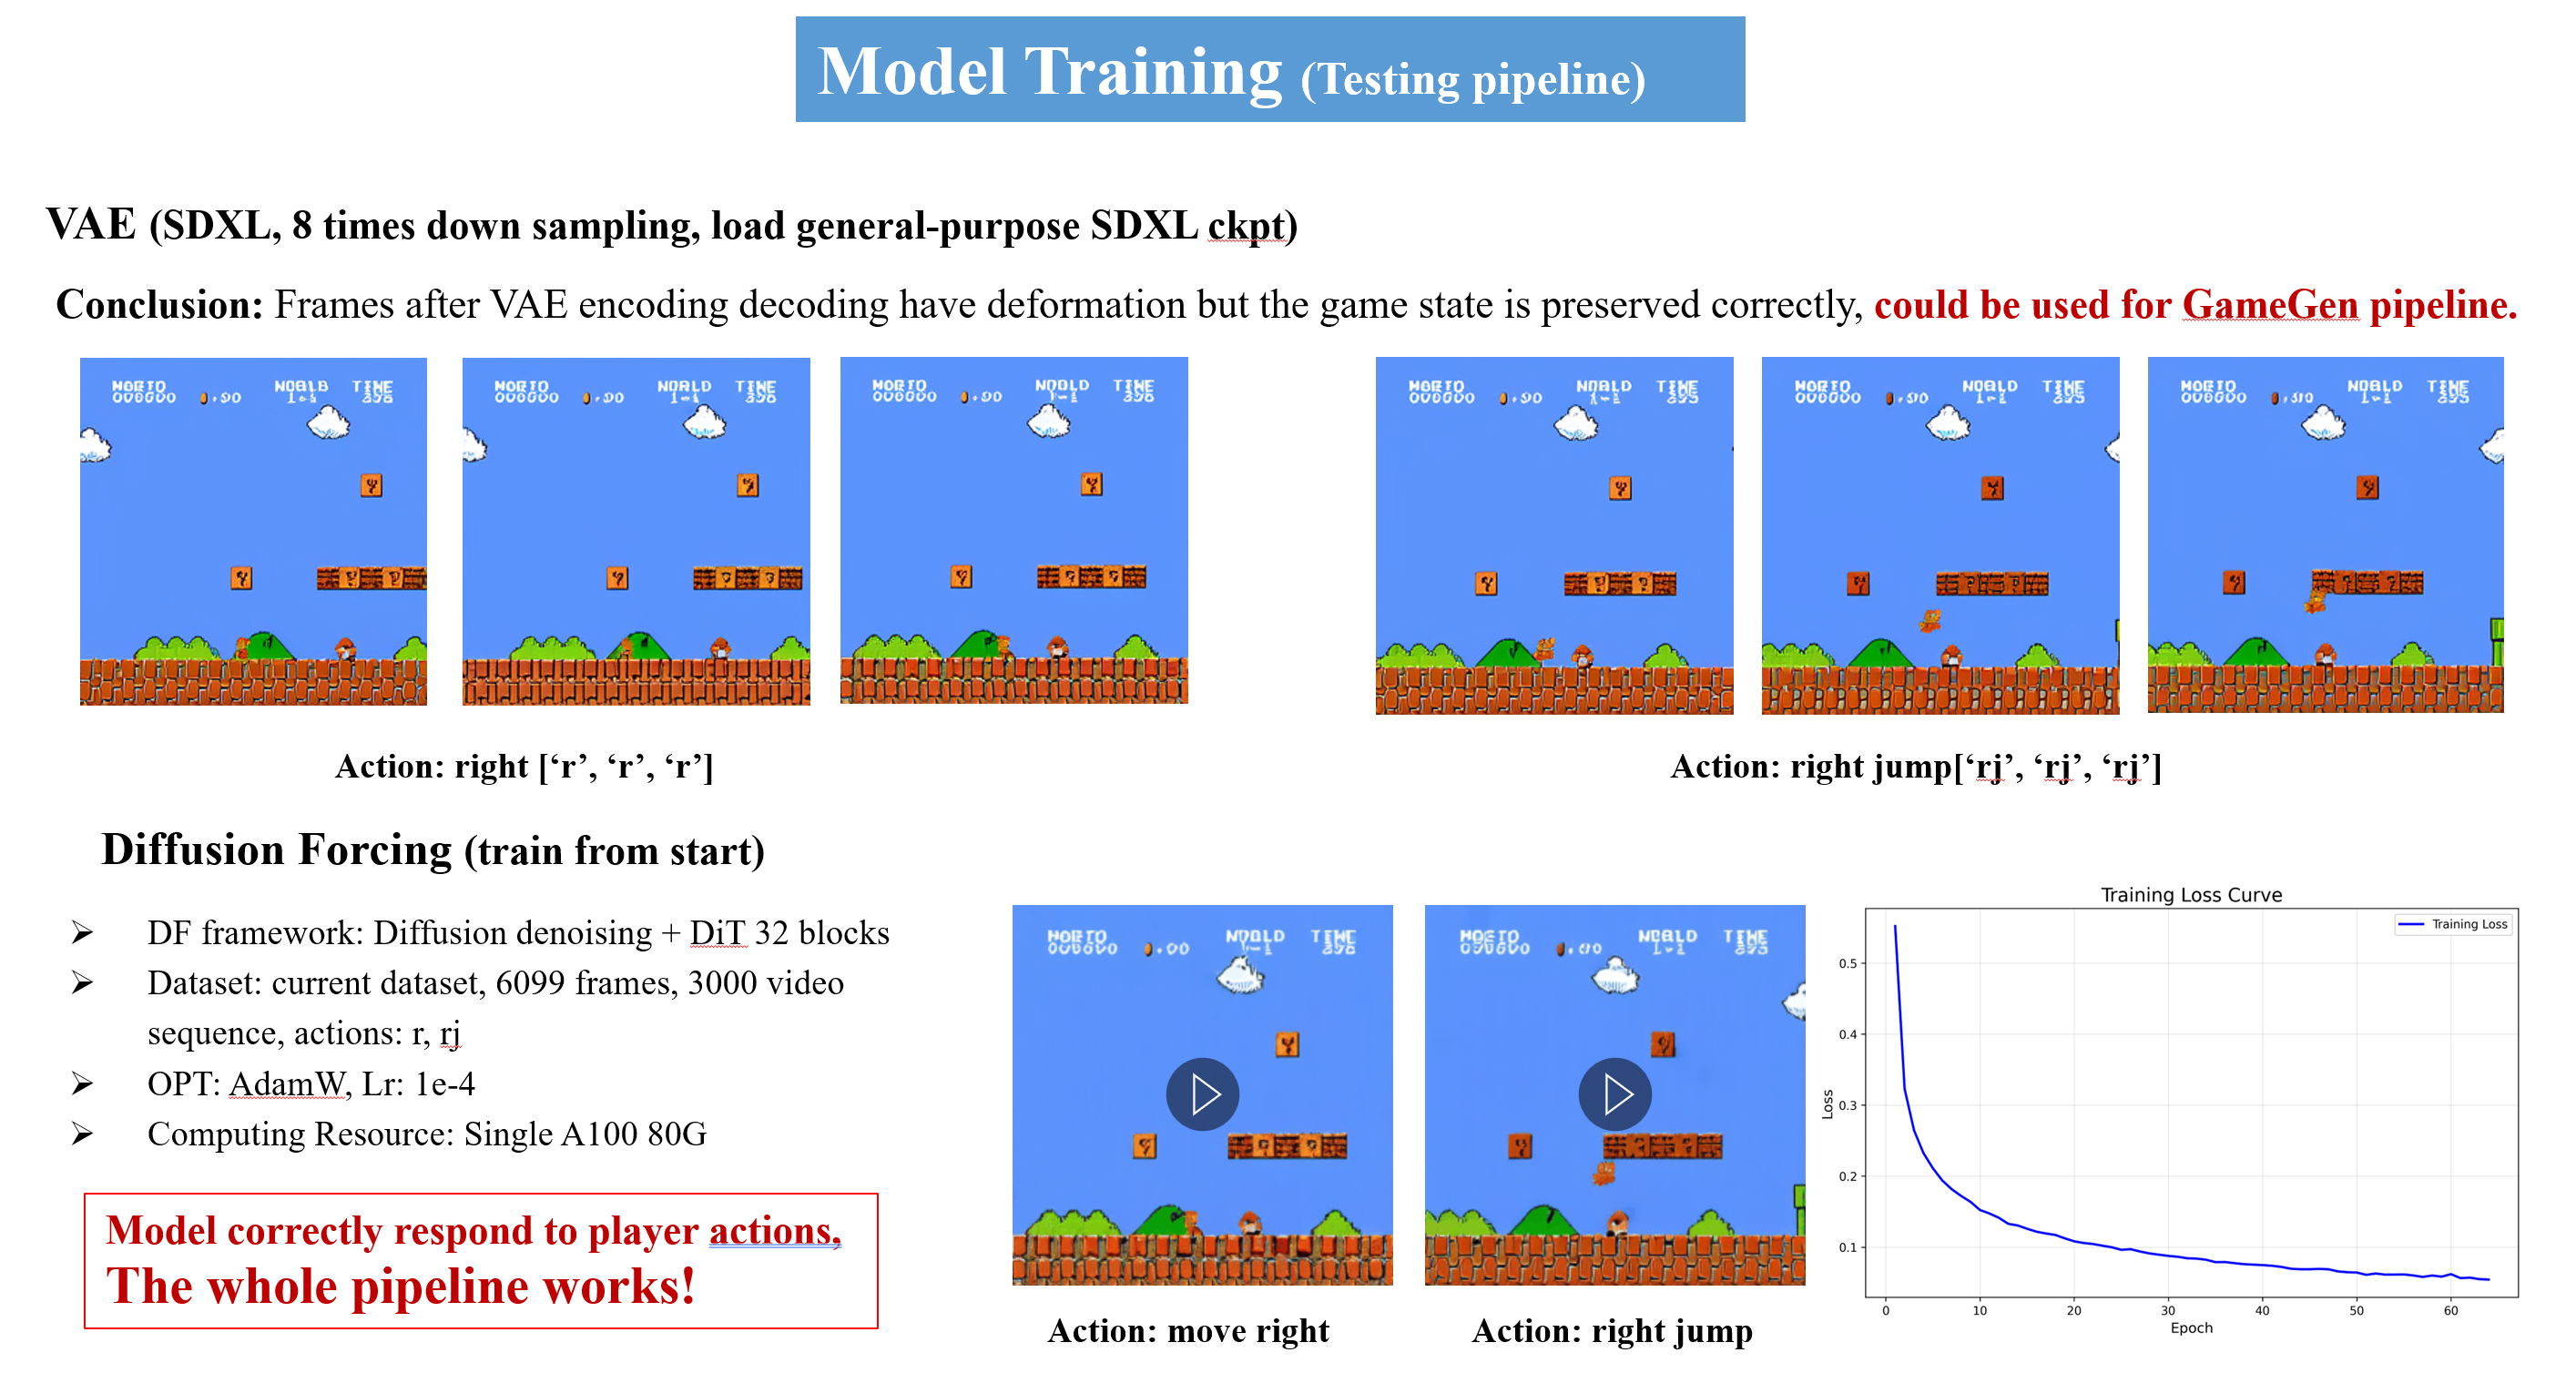 Model Training (Testing pipeline)
VAE (SDXL, 8 times down sampling, load general-purpose SDXL ckpt)
Conclusion: Frames after VAE encoding decoding have deformation but the game state is preserved correctly, could be used for GameGen pipeline.
Action: right [‘r’, ‘r’, ‘r’]
Action: right jump[‘rj’, ‘rj’, ‘rj’]
Diffusion Forcing (train from start)
➢ DF framework: Diffusion denoising + DiT 32 blocks
➢ Dataset: current dataset, 6099 frames, 3000 video
sequence, actions: r, rj
➢ OPT: AdamW, Lr: 1e-4
➢ Computing Resource: Single A100 80G
Model correctly respond to player actions,
The whole pipeline works!
Action: move right
Action: right jump
Training Loss Curve
Training Loss
Loss
0.5
0.4
0.3
0.2
0.1
0 10 20 30 40 50 60
Epoch